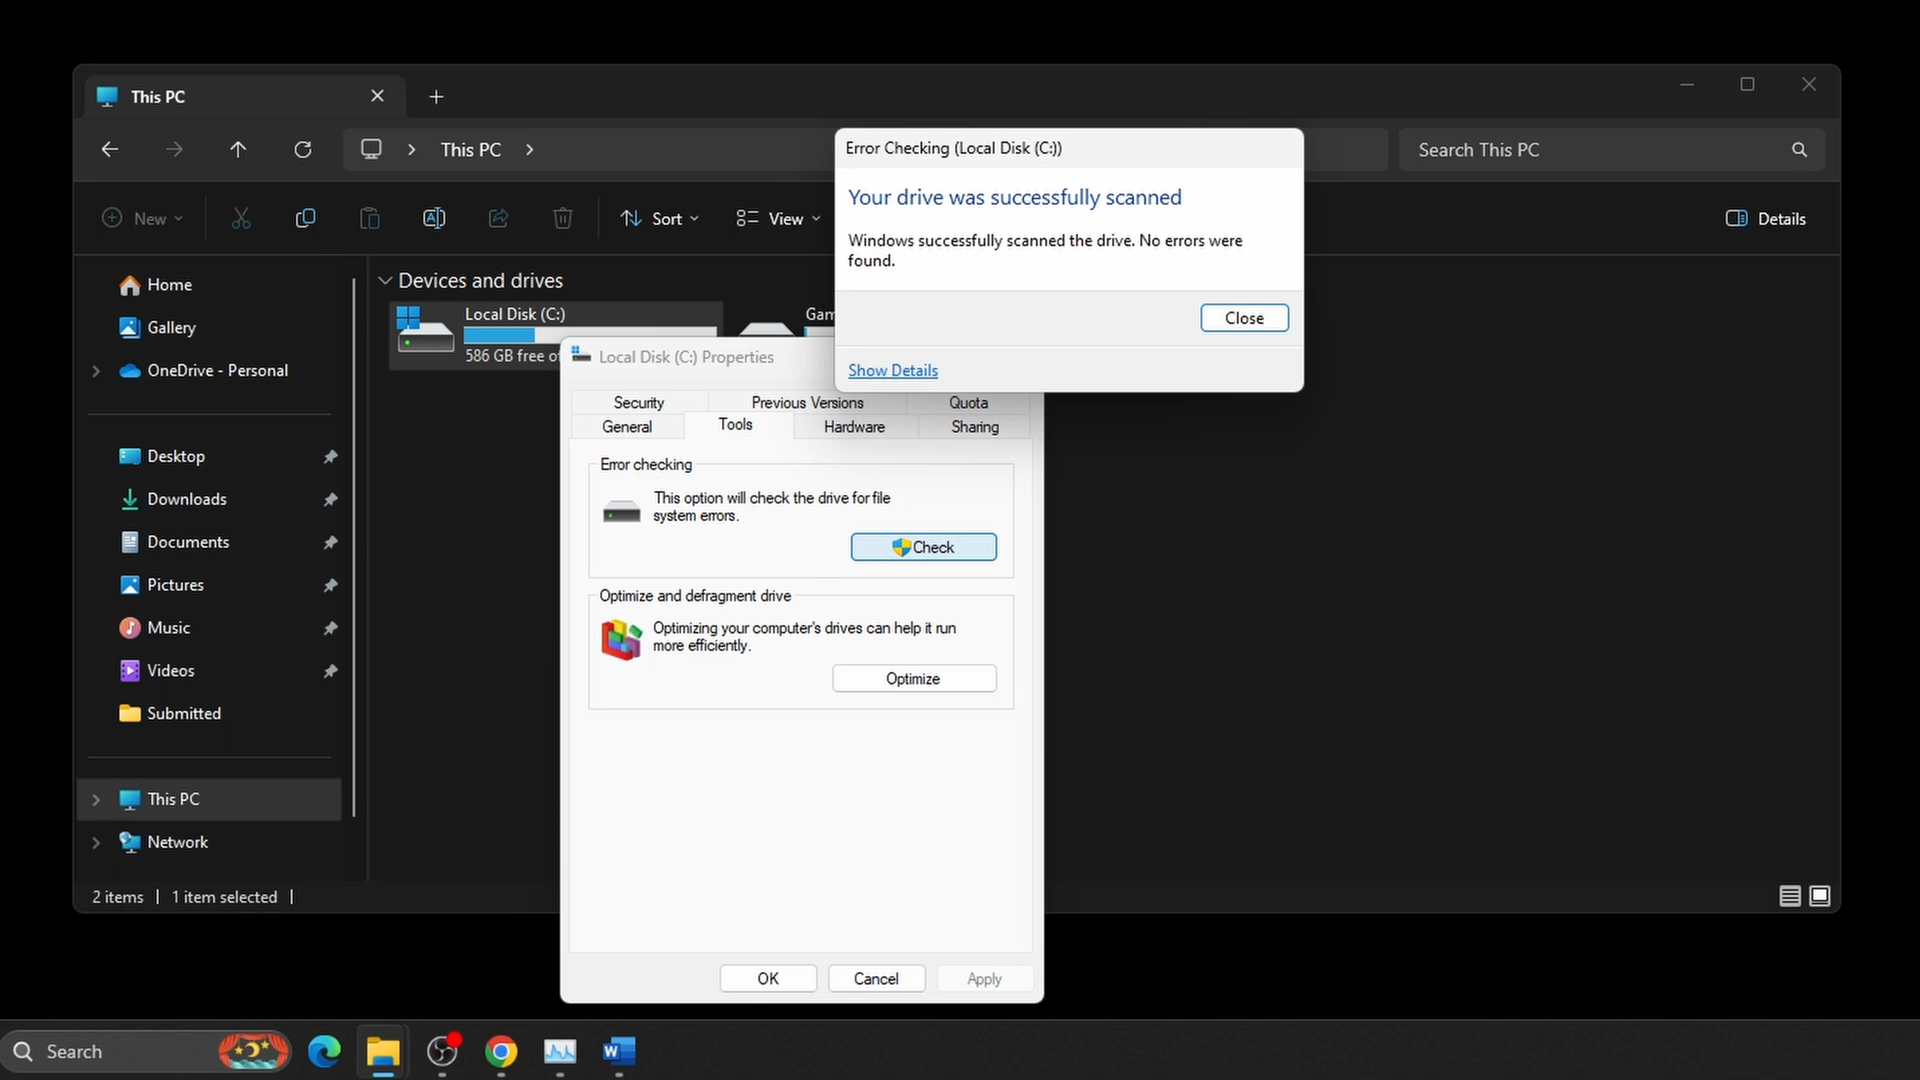 This PC
This PC
Search This PC
New
Sort
View
Details
Error Checking (Local Disk (C:))
Your drive was successfully scanned
Windows successfully scanned the drive. No errors were
found.
Close
Show Details
Home
Gallery
OneDrive - Personal
Desktop
Downloads
Documents
Pictures
Music
Videos
Submitted
This PC
Network
Devices and drives
Local Disk (C:)
586 GB free
Local Disk (C:) Properties
Security
Previous Versions
Quota
General
Tools
Hardware
Sharing
Error checking
This option will check the drive for file
system errors.
Check
Optimize and defragment drive
Optimizing your computer's drives can help it run
more efficiently.
Optimize
OK
Cancel
Apply
2 items
1 item selected
Search